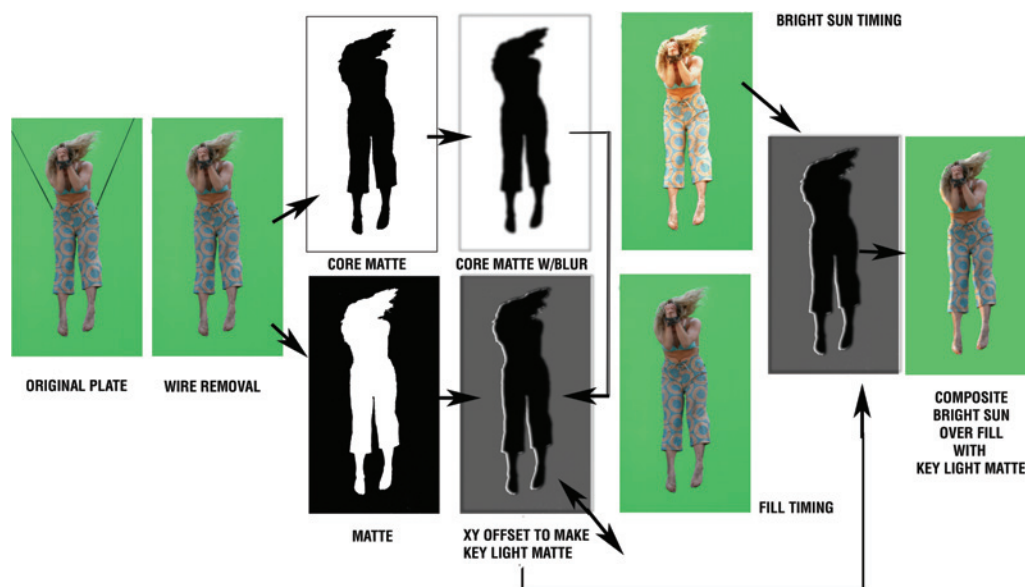 BRIGHT SUN TIMING
CORE MATTE
CORE MATTE W/BLUR
ORIGINAL PLATE
WIRE REMOVAL
COMPOSITE
BRIGHT SUN
OVER FILL
WITH
KEY LIGHT MATTE
MATTE
XY OFFSET TO MAKE
KEY LIGHT MATTE
FILL TIMING